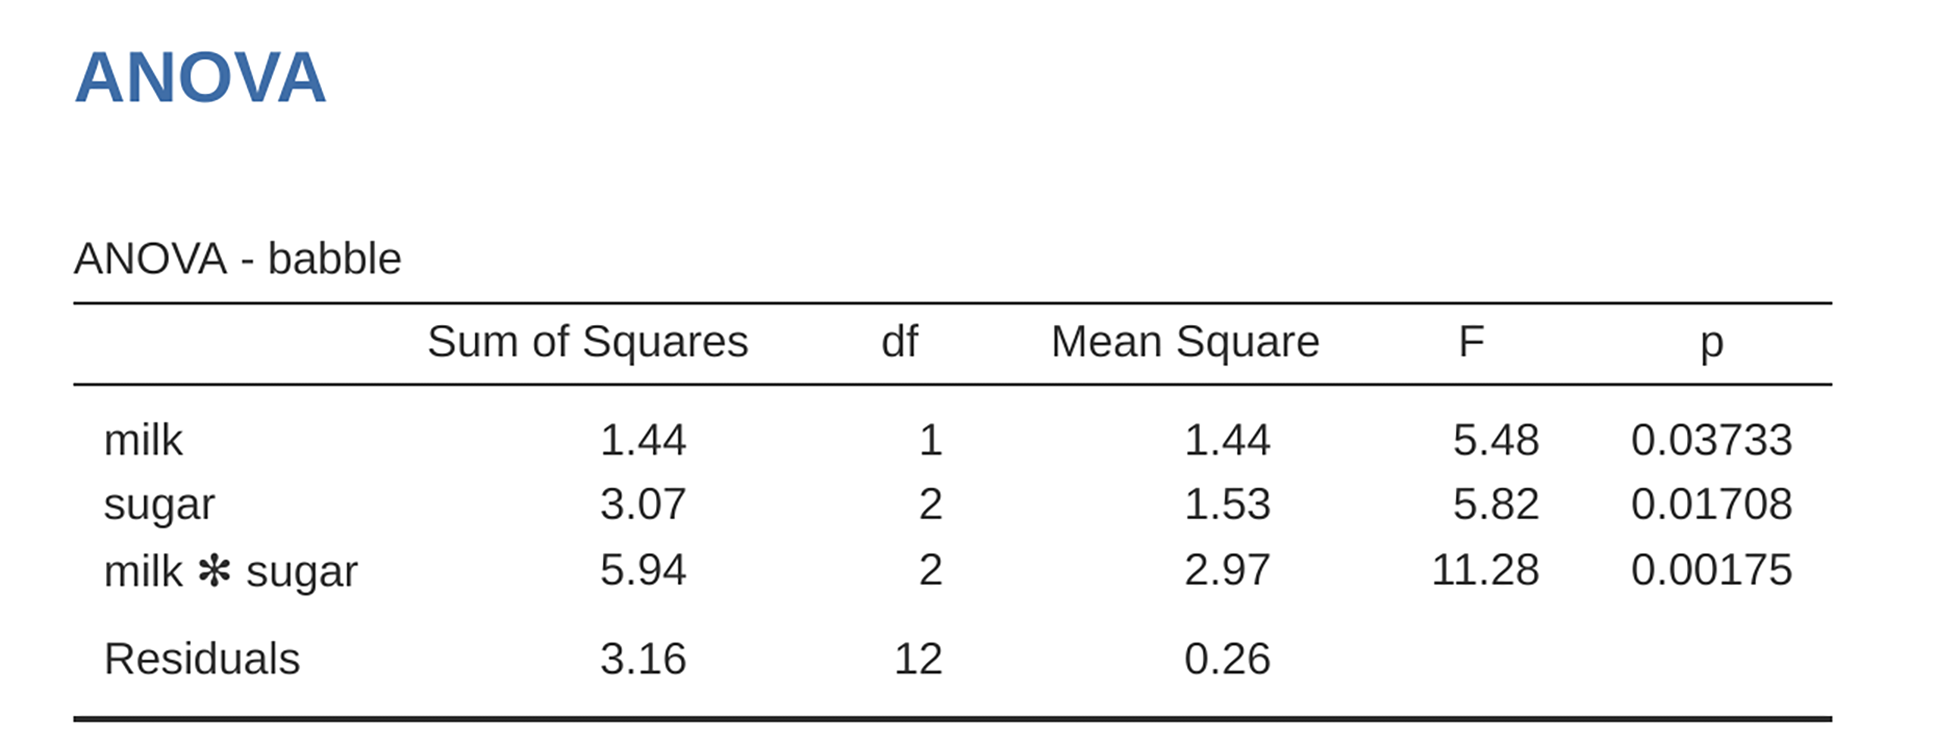 ANOVA
ANOVA - babble
Sum of Squares df Mean Square F p
milk 1.44 1 1.44 5.48 0.03733
sugar 3.07 2 1.53 5.82 0.01708
milk ✻ sugar 5.94 2 2.97 11.28 0.00175
Residuals 3.16 12 0.26